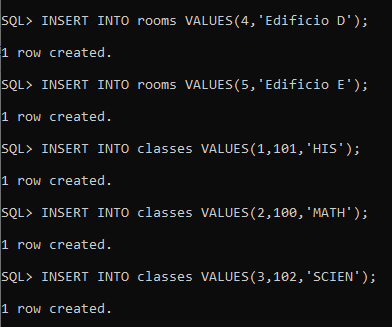 SQL> INSERT INTO rooms VALUES(4,'Edificio D');
1 row created.
SQL> INSERT INTO rooms VALUES(5,'Edificio E');
1 row created.
SQL> INSERT INTO classes VALUES(1,101,'HIS');
1 row created.
SQL> INSERT INTO classes VALUES(2,100,'MATH');
1 row created.
SQL> INSERT INTO classes VALUES(3,102,'SCIEN');
1 row created.